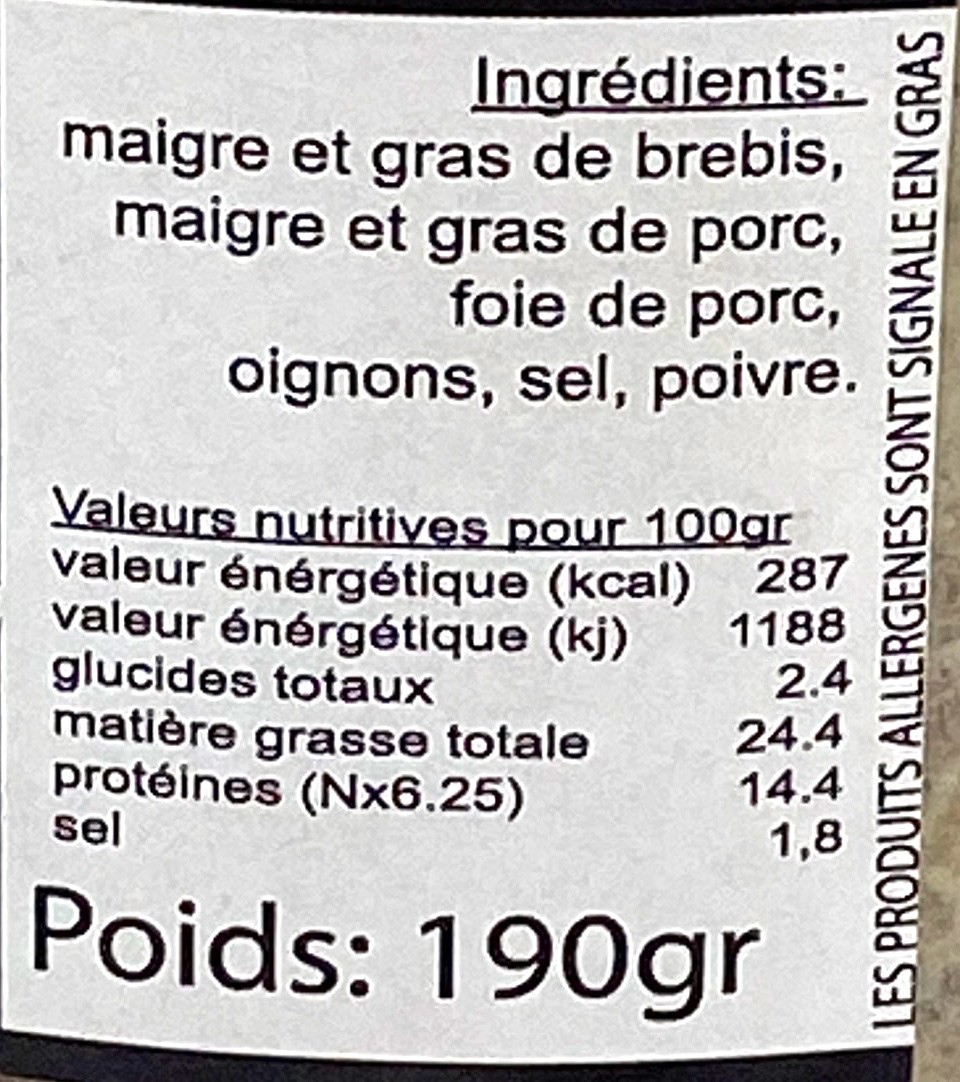 Ingrédients:
maigre et gras de brebis,
maigre et gras de porc,
foie de porc,
oignons, sel, poivre.
Valeurs nutritives pour 100gr
valeur énérgétique (kcal) 287
valeur énérgétique (kj) 1188
glucides totaux 2.4
matière grasse totale 24.4
protéines (Nx6.25) 14.4
sel 1,8
Poids: 190gr
LES PRODUITS ALLERGENES SONT SIGNALE EN GRAS